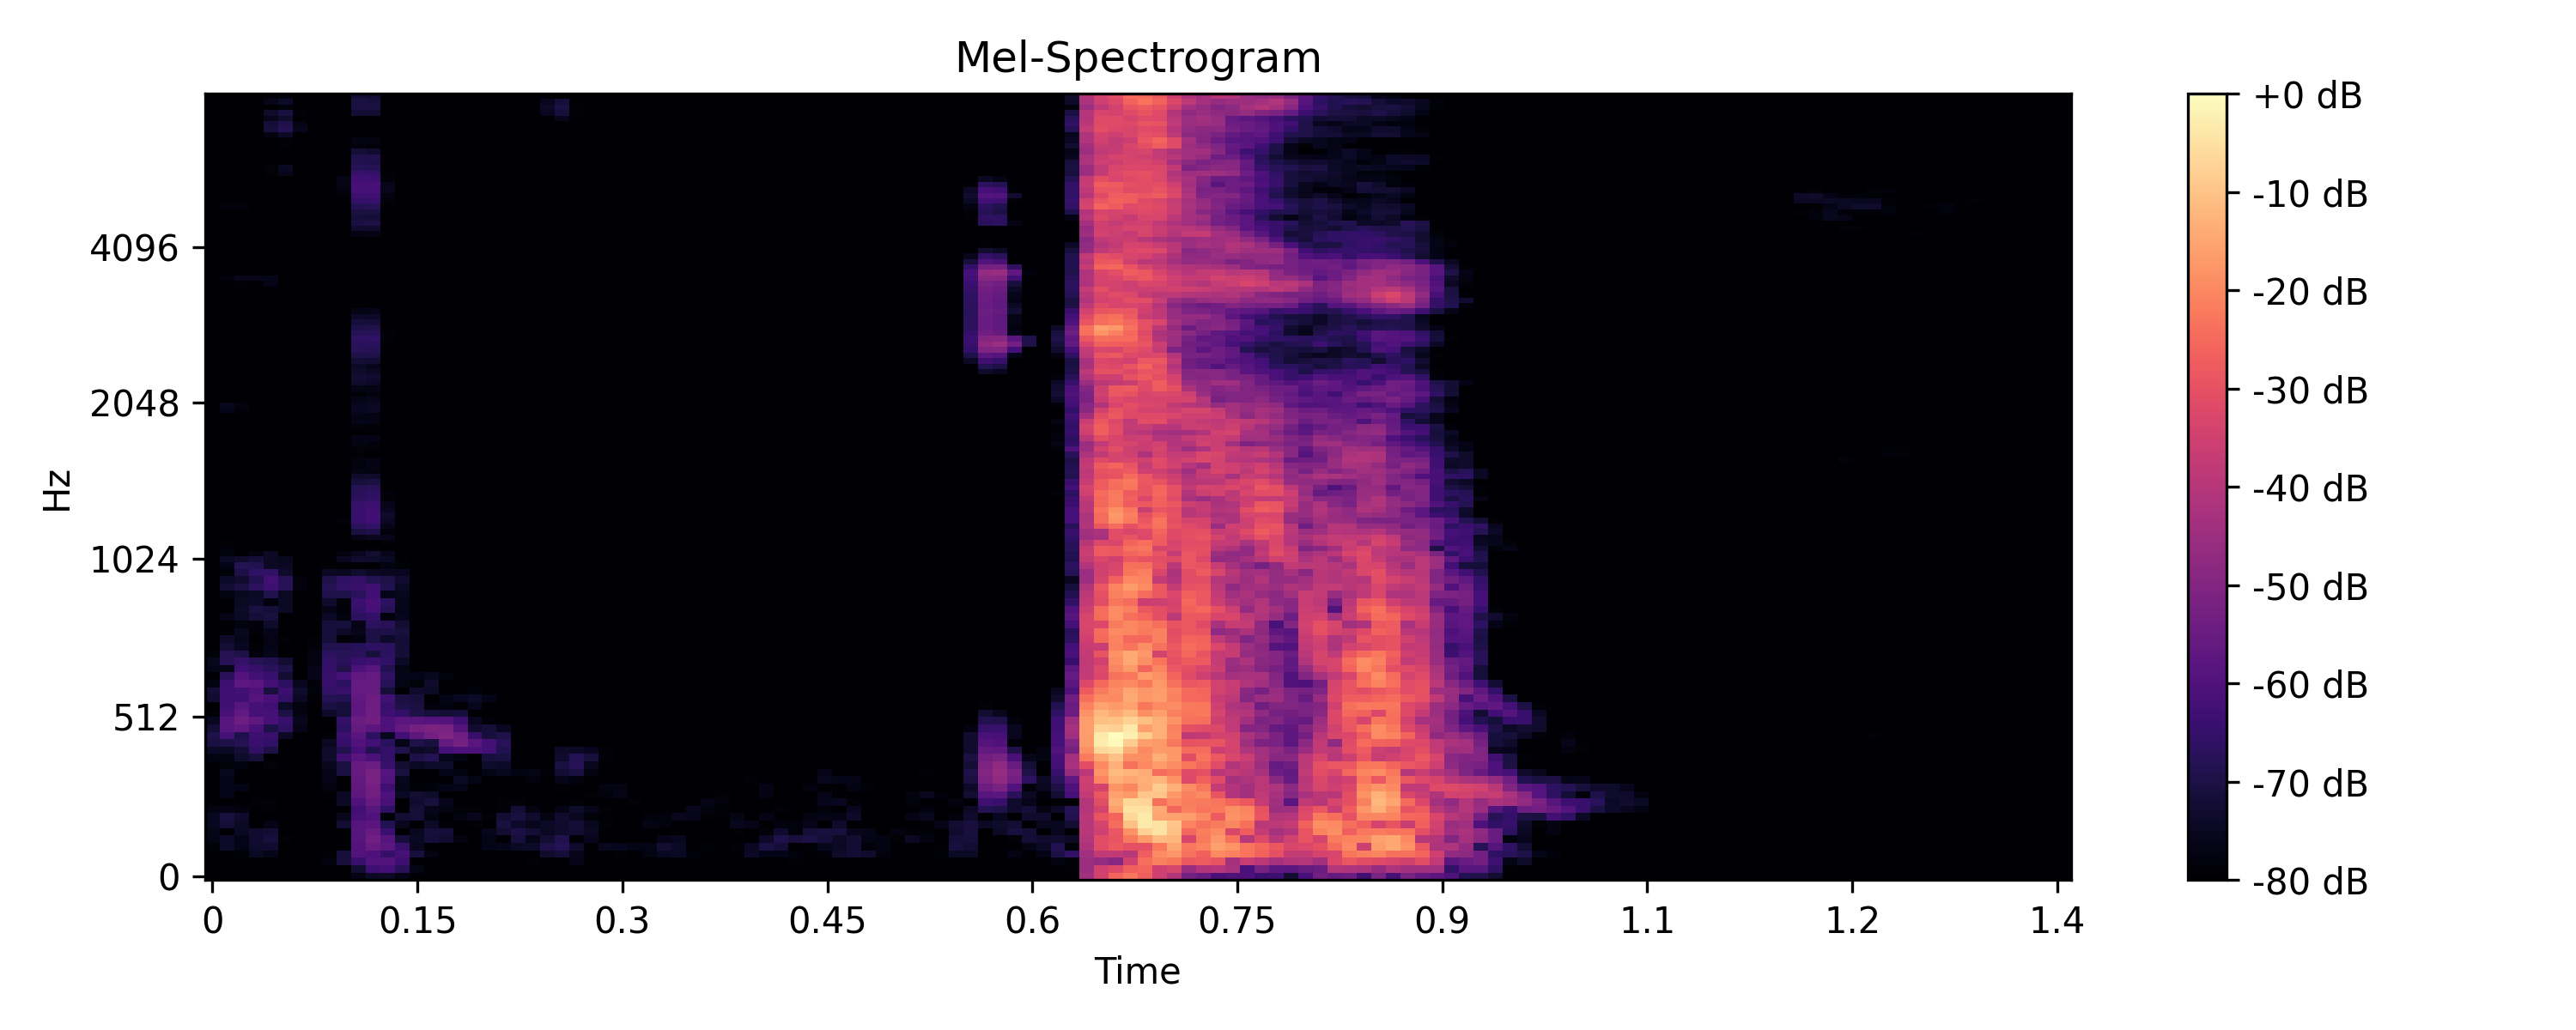 Mel-Spectrogram
+0 dB
-10 dB
4096
-20 dB
-30 dB
2048
-40 dB
Hz
1024
-50 dB
-60 dB
512
-70 dB
0
-80 dB
0 0.15 0.3 0.45 0.6 0.75 0.9 1.1 1.2 1.4
Time